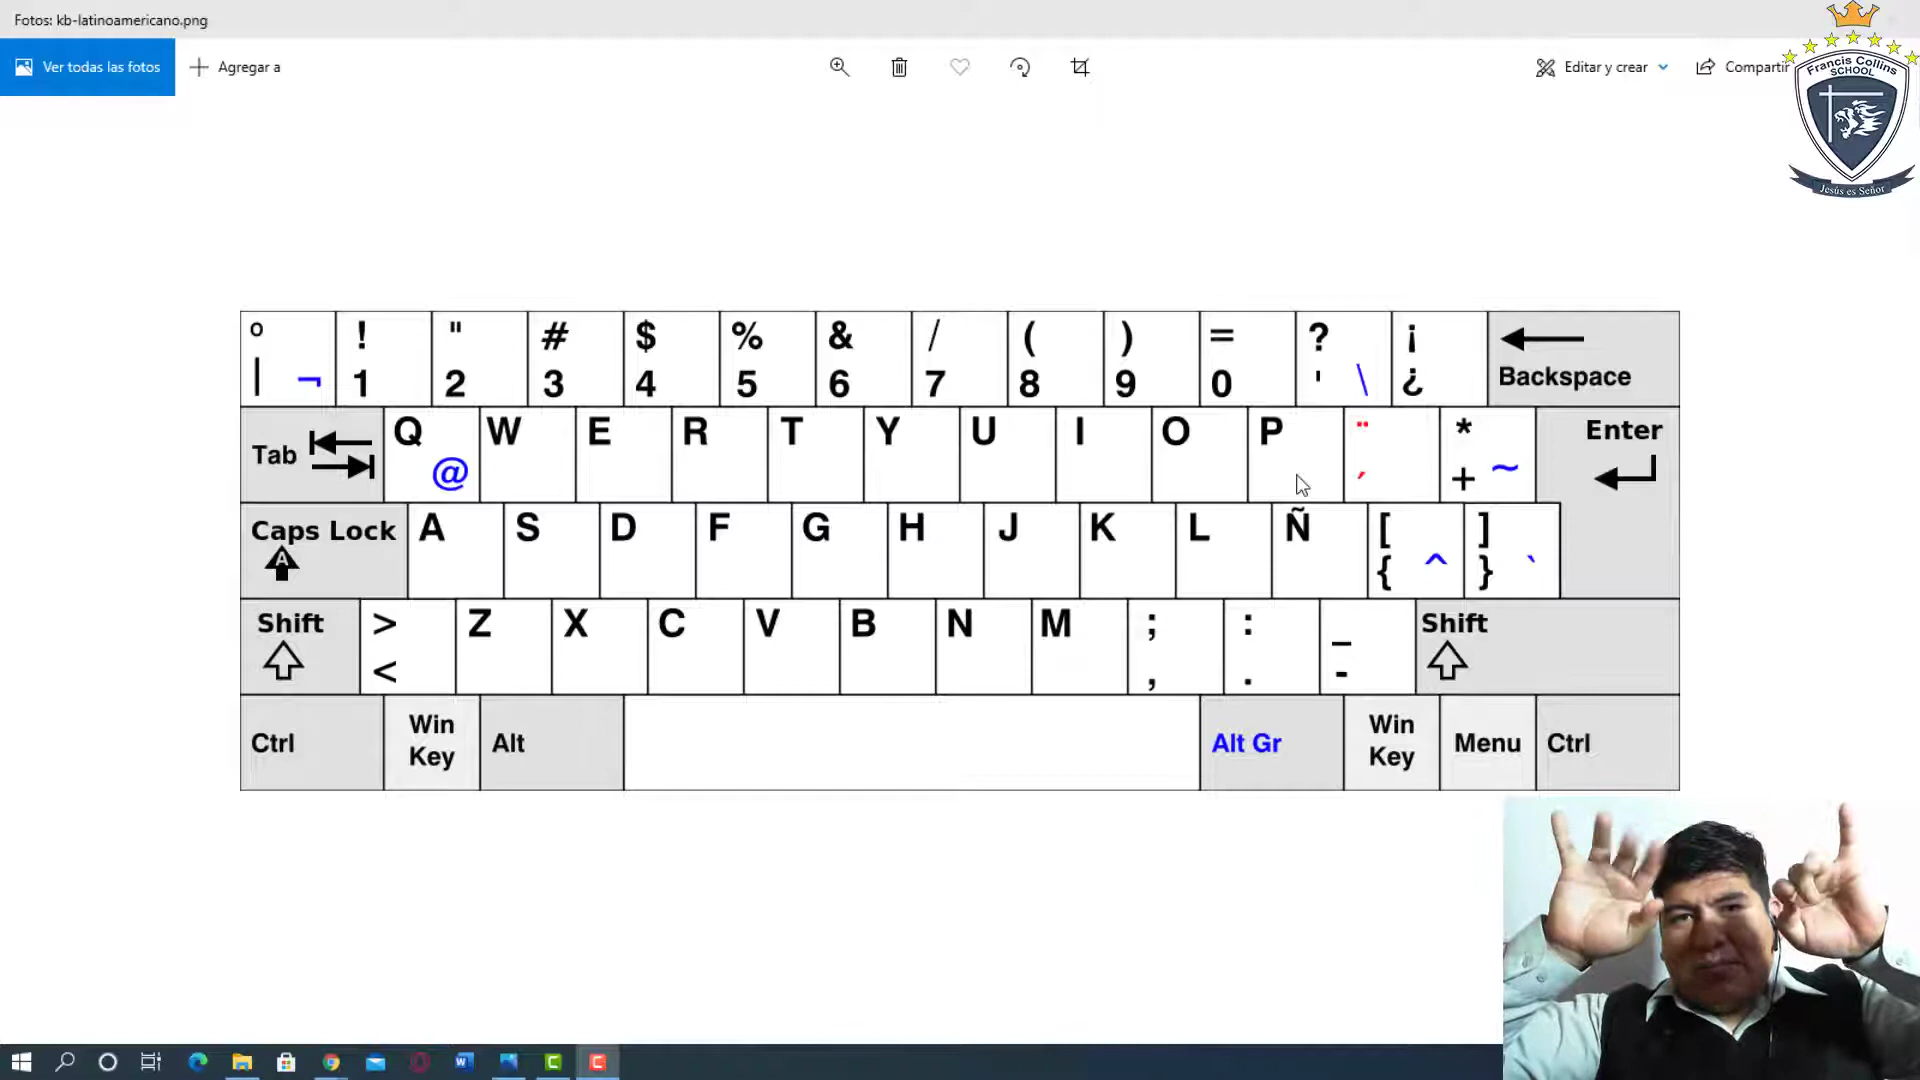 Fotos: kb-latinoamericano.png
Ver todas las fotos
Agregar a
Editar y crear
Compartir
Francis Collins
SCHOOL
Jesús es Señor
° ! " # $ % & / ( ) = ? ¡
| ¬ 1 2 3 4 5 6 7 8 9 0 ' \ ¿ Backspace
Tab Q @ W E R T Y U I O P ¨ ´ * + ~ Enter
Caps Lock A S D F G H J K L Ñ [ { ^ ] } `
Shift > < Z X C V B N M ; , : . _ - Shift
Ctrl Win Key Alt Alt Gr Win Key Menu Ctrl